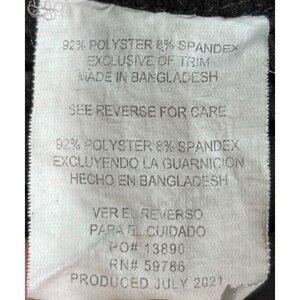 92% POLYSTER 8% SPANDEX
EXCLUSIVE OF TRIM
MADE IN BANGLADESH
SEE REVERSE FOR CARE
92% POLYSTER 8% SPANDEX
EXCLUYENDO LA GUARNICION
HECHO EN BANGLADESH
VER EL REVERSO
PARA EL CUIDADO
PO# 13890
RN# 59786
PRODUCED JULY 2021